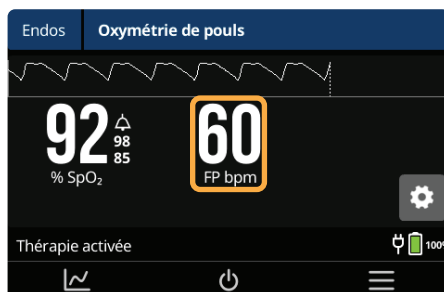 Endos Oxymétrie de pouls
92 98 60
85
% SpO₂ FP bpm
Thérapie activée 100%